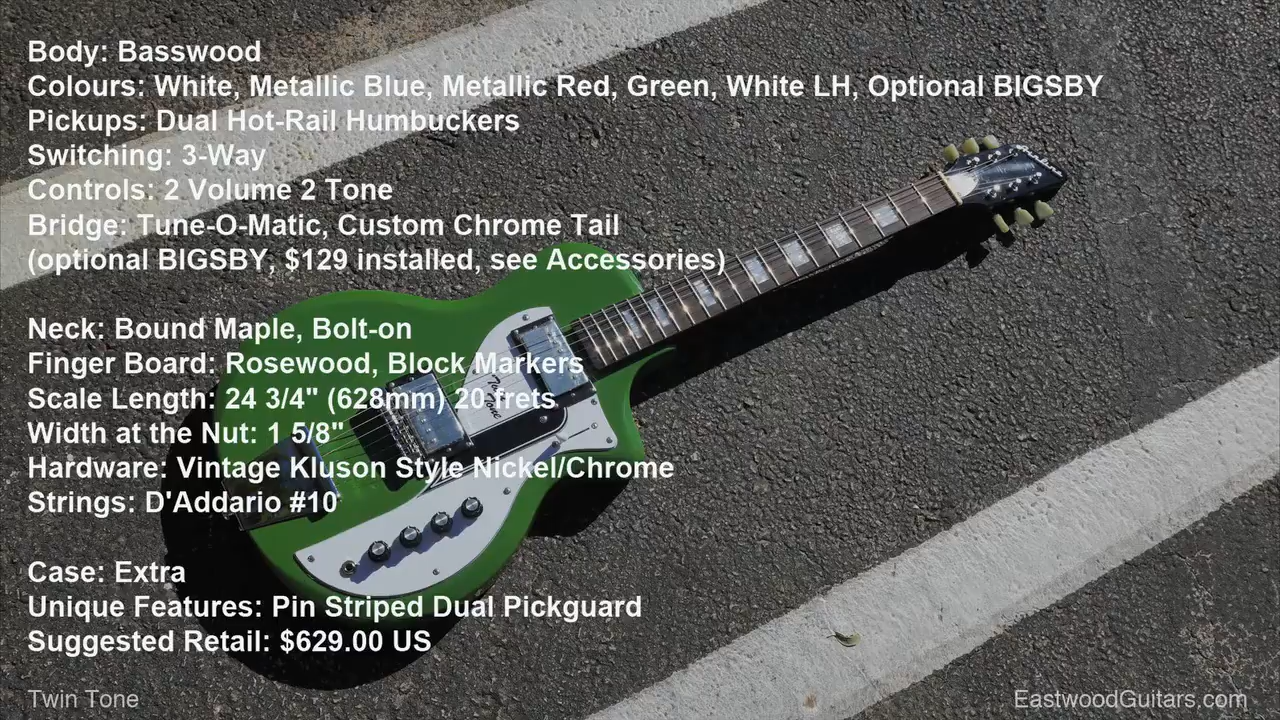 Body: Basswood
Colours: White, Metallic Blue, Metallic Red, Green, White LH, Optional BIGSBY
Pickups: Dual Hot-Rail Humbuckers
Switching: 3-Way
Controls: 2 Volume 2 Tone
Bridge: Tune-O-Matic, Custom Chrome Tail
(optional BIGSBY, $129 installed, see Accessories)
Neck: Bound Maple, Bolt-on
Finger Board: Rosewood, Block Markers
Scale Length: 24 3/4" (628mm) 20 frets
Width at the Nut: 1 5/8"
Hardware: Vintage Kluson Style Nickel/Chrome
Strings: D'Addario #10
Case: Extra
Unique Features: Pin Striped Dual Pickguard
Suggested Retail: $629.00 US
Twin Tone
EastwoodGuitars.com